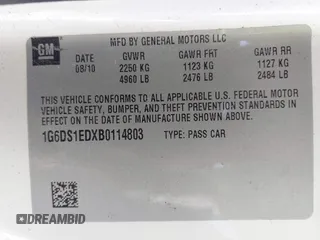 GM
MFD BY GENERAL MOTORS LLC
DATE GVWR GAWR FRT GAWR RR
08/10 2250 KG 1123 KG 1127 KG
4960 LB 2476 LB 2484 LB
THIS VEHICLE CONFORMS TO ALL APPLICABLE U.S. FEDERAL MOTOR
VEHICLE SAFETY, BUMPER, AND THEFT PREVENTION STANDARDS IN
EFFECT ON THE DATE OF MANUFACTURE SHOWN ABOVE.
1G6DS1EDXB0114803 TYPE: PASS CAR
DREAMBID